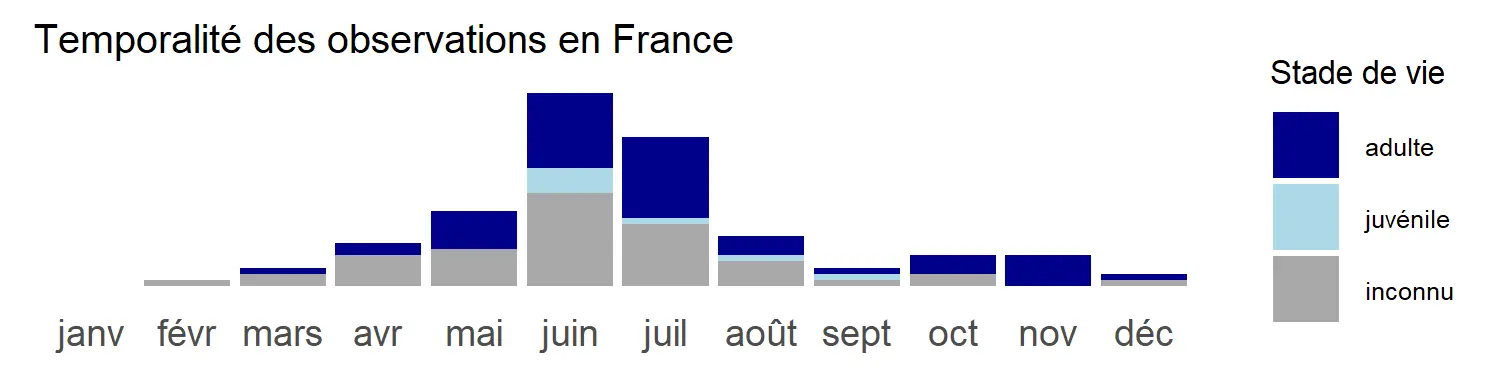 Temporalité des observations en France
Stade de vie
adulte
juvénile
inconnu
janv févr mars avr mai juin juil août sept oct nov déc